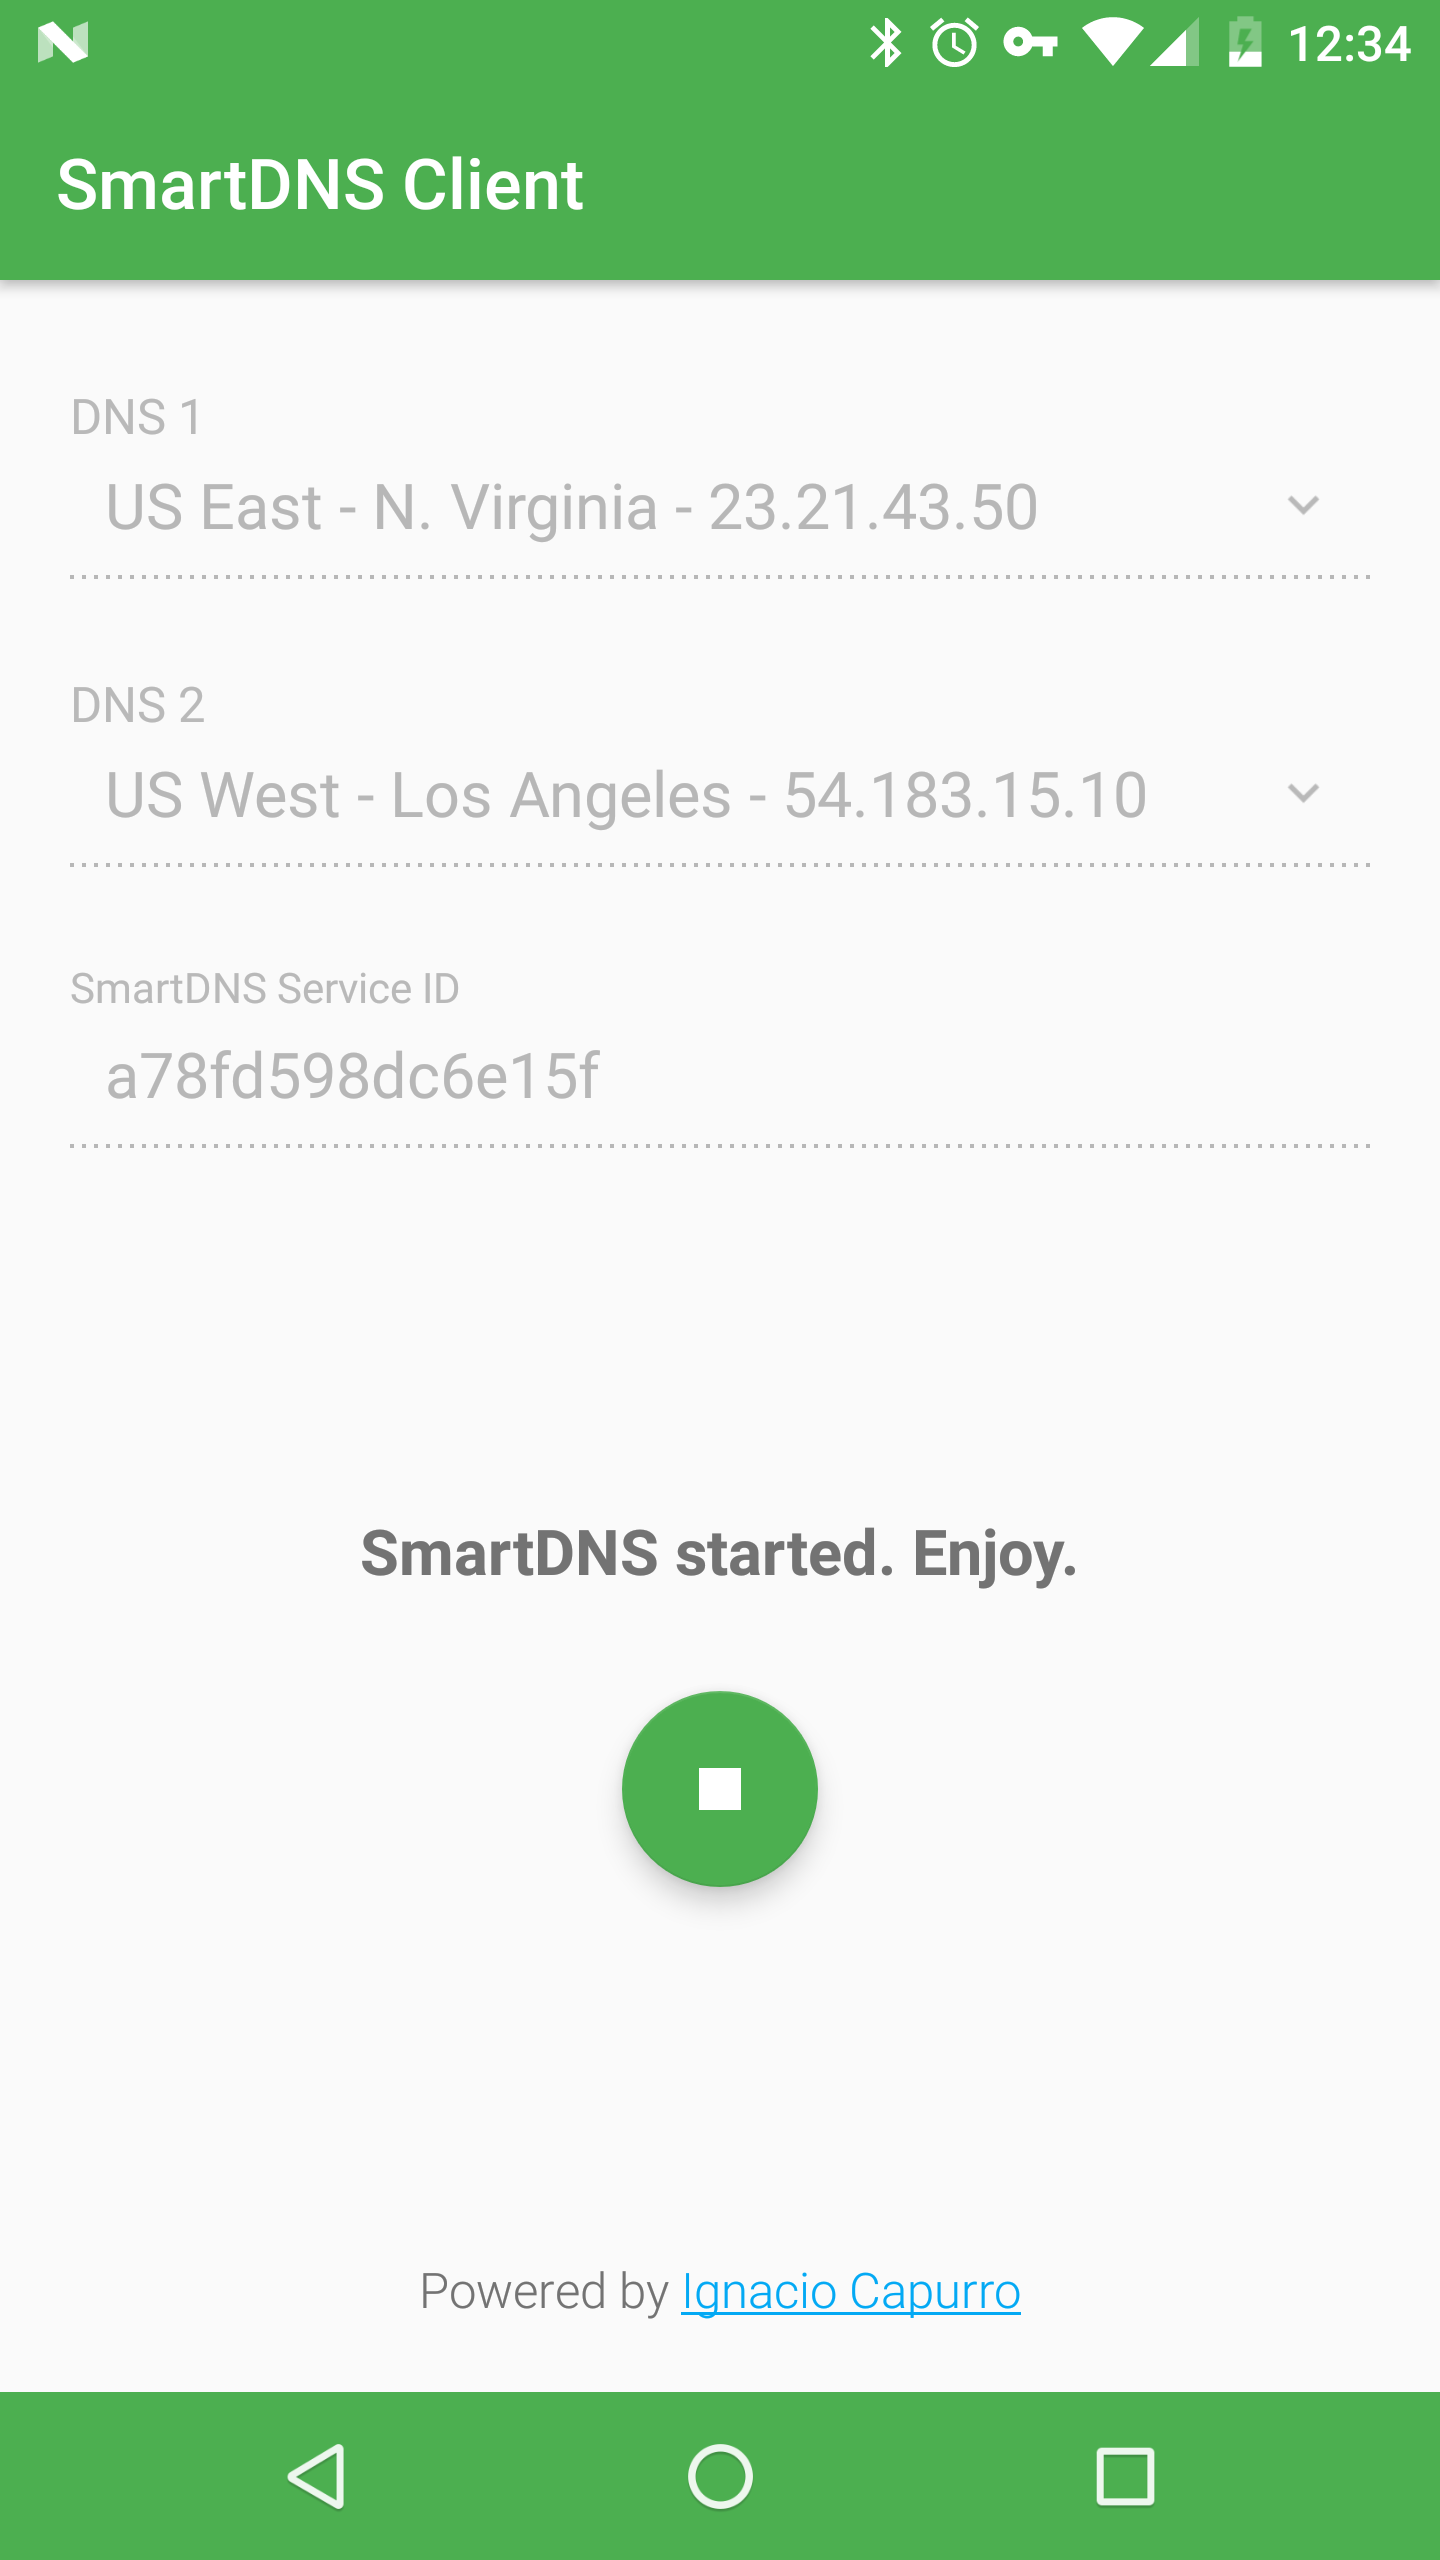 12:34
SmartDNS Client
DNS 1
US East - N. Virginia - 23.21.43.50
DNS 2
US West - Los Angeles - 54.183.15.10
SmartDNS Service ID
a78fd598dc6e15f
SmartDNS started. Enjoy.
Powered by Ignacio Capurro